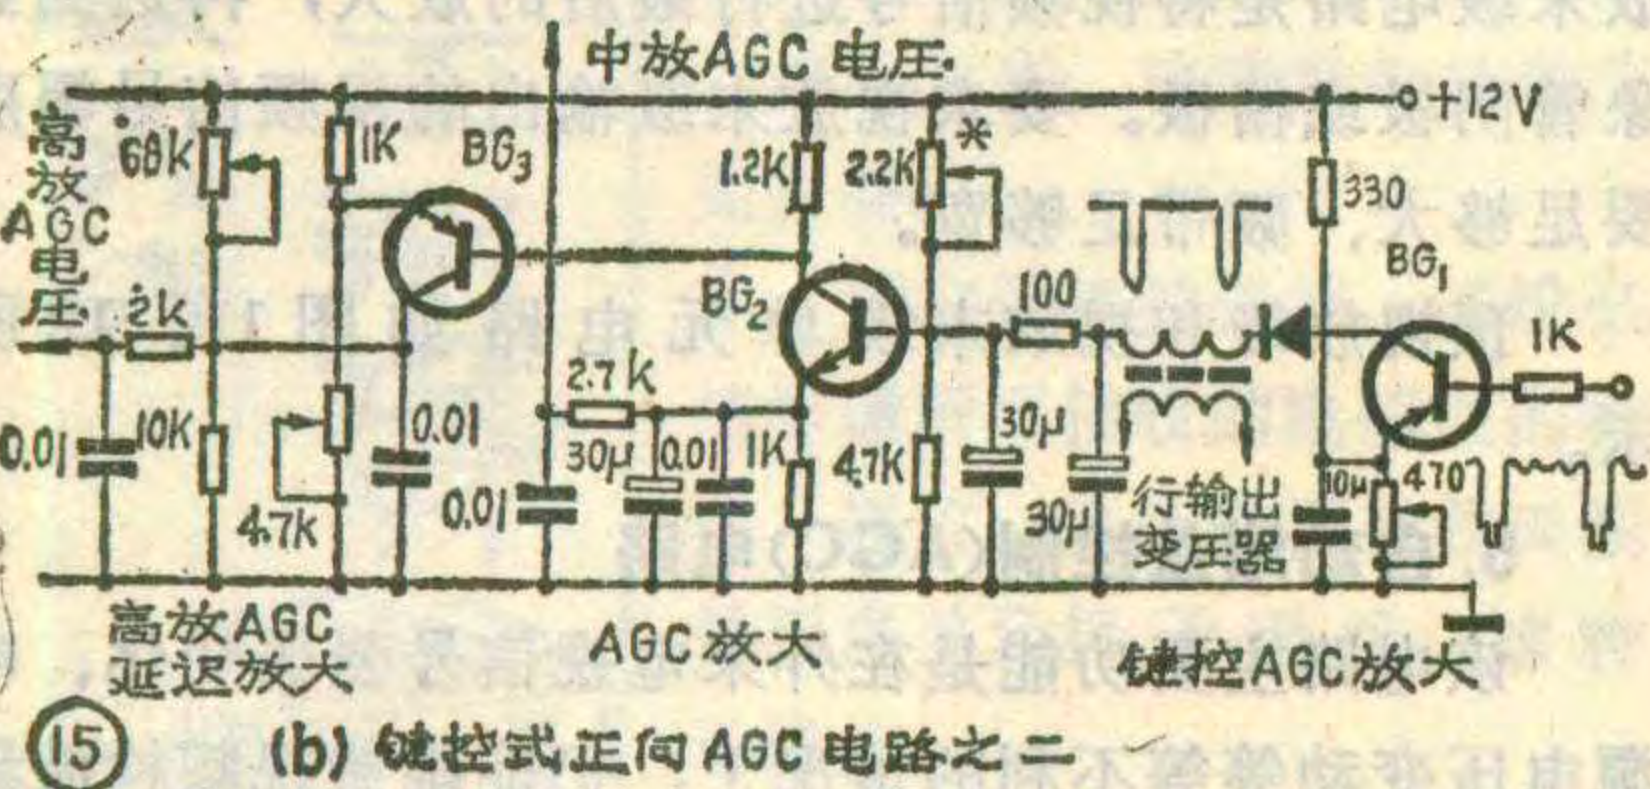 中放AGC 电压.
+12V
高放AGC电压.
68k
1K
BG₃
1.2K
2.2K
*
330
BG₁
2k
BG₂
100
1K
2.7k
0.01
10K
0.01
30μ
0.01
1K
4.7K
30μ
10μ
470
4.7k
0.01
30μ
行输出
变压器
高放AGC
延迟放大
AGC 放大
键控AGC放大
15 (b) 键控式正向AGC 电路之二